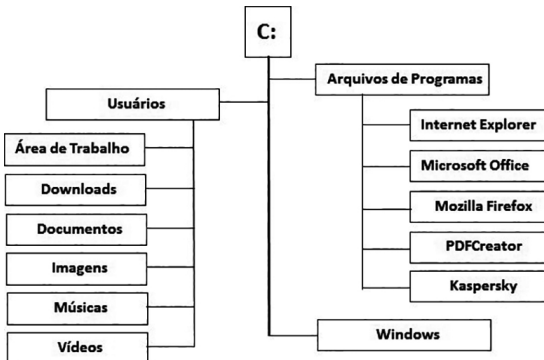 C:
Arquivos de Programas
Usuários
Internet Explorer
Área de Trabalho
Microsoft Office
Downloads
Mozilla Firefox
Documentos
PDFCreator
Imagens
Kaspersky
Músicas
Windows
Vídeos